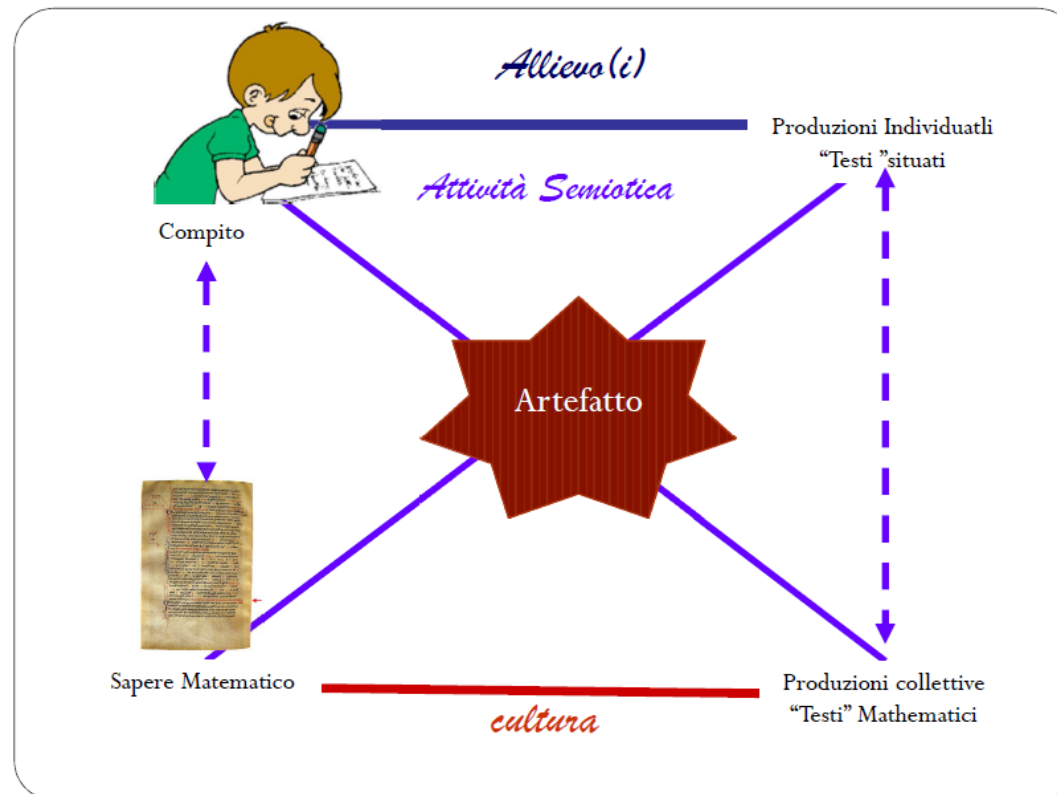 Allievo(i)
Produzioni Individuatli
“Testi ”situati
Attività Semiotica
Compito
Artefatto
Sapere Matematico
Produzioni collettive
“Testi” Mathematici
cultura